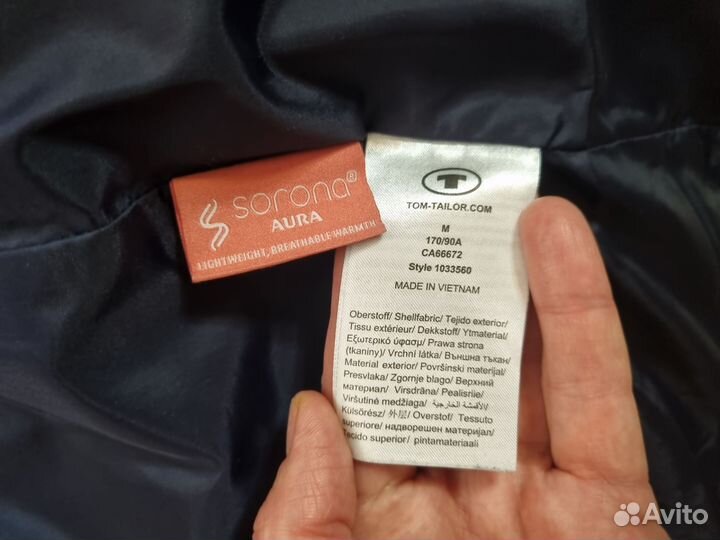 sorona®
AURA
LIGHTWEIGHT, BREATHABLE WARMTH
T
TOM-TAILOR.COM
M
170/90A
CA66672
Style 1033560
MADE IN VIETNAM
Oberstoff/ Shellfabric/ Tejido exterior/
Tissu extérieur/ Dekkstoff/ Ytmaterial/
Εξωτερικό ύφασμ/ Prawa strona
(tkaniny)/ Vrchní látka/ Външна тъкан/
Material exterior/ Površinski materijal/
Presvlaka/ Zgornje blago/ Верхний
материал/ Virsdrāna/ Pealisriie/
Viršutinė medžiaga/ الأقمشة الخارجية/
Külsőrész/ 外层/ Overstof/ Tessuto
superiore/ надворешен материјал/
Tecido superior/ pintamateriaali
Avito